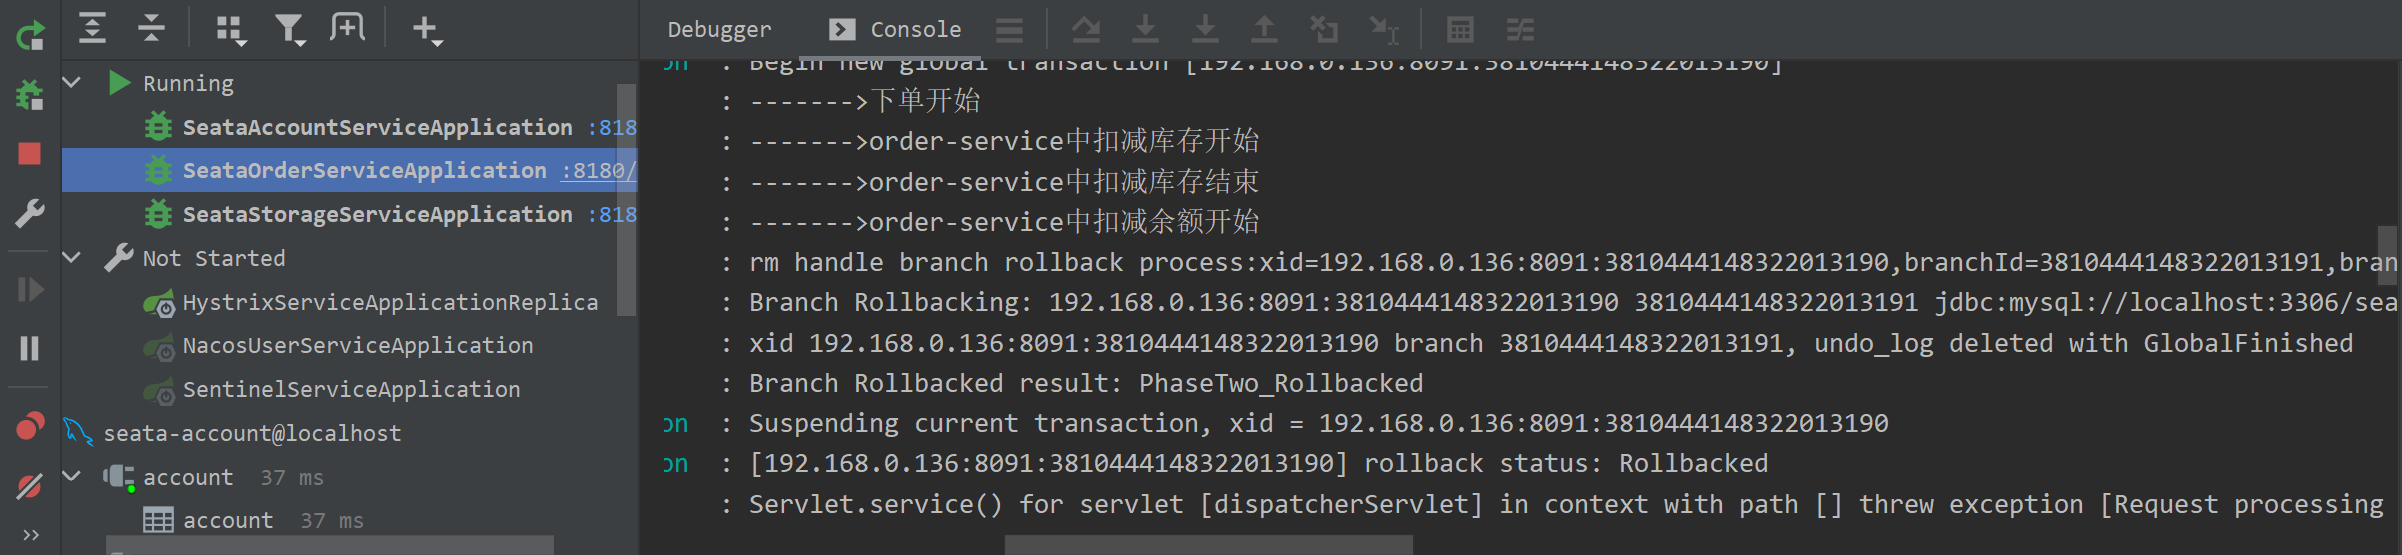 Debugger
Console
Running
SeataAccountServiceApplication :818
SeataOrderServiceApplication :8180/
SeataStorageServiceApplication :818
Not Started
HystrixServiceApplicationReplica
NacosUserServiceApplication
SentinelServiceApplication
seata-account@localhost
account 37 ms
account 37 ms
on : Begin new global transaction [192.168.0.136:8091:3810444148322013190]
: ------->下单开始
: ------->order-service中扣减库存开始
: ------->order-service中扣减库存结束
: ------->order-service中扣减余额开始
: rm handle branch rollback process:xid=192.168.0.136:8091:3810444148322013190,branchId=3810444148322013191,bran
: Branch Rollbacking: 192.168.0.136:8091:3810444148322013190 3810444148322013191 jdbc:mysql://localhost:3306/sea
: xid 192.168.0.136:8091:3810444148322013190 branch 3810444148322013191, undo_log deleted with GlobalFinished
: Branch Rollbacked result: PhaseTwo_Rollbacked
on : Suspending current transaction, xid = 192.168.0.136:8091:3810444148322013190
on : [192.168.0.136:8091:3810444148322013190] rollback status: Rollbacked
: Servlet.service() for servlet [dispatcherServlet] in context with path [] threw exception [Request processing